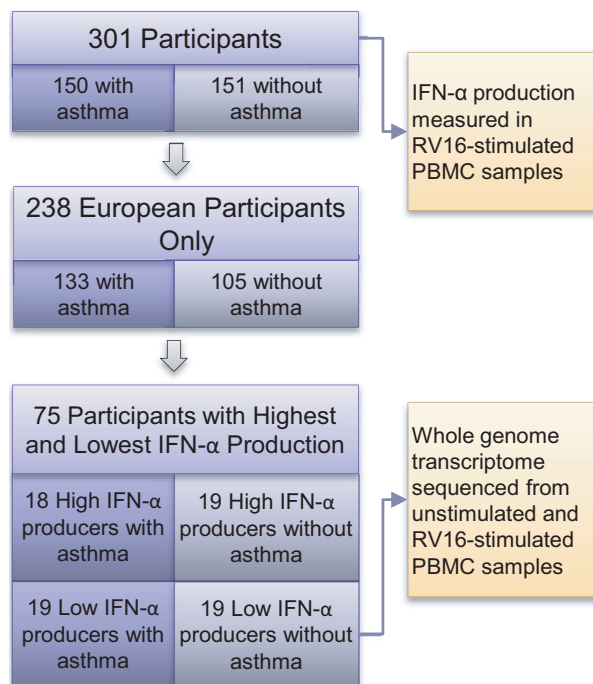 301 Participants
150 with
asthma
151 without
asthma
IFN-α production
measured in
RV16-stimulated
PBMC samples
238 European Participants
Only
133 with
asthma
105 without
asthma
75 Participants with Highest
and Lowest IFN-α Production
18 High IFN-α
producers with
asthma
19 High IFN-α
producers without
asthma
19 Low IFN-α
producers with
asthma
19 Low IFN-α
producers without
asthma
Whole genome
transcriptome
sequenced from
unstimulated and
RV16-stimulated
PBMC samples